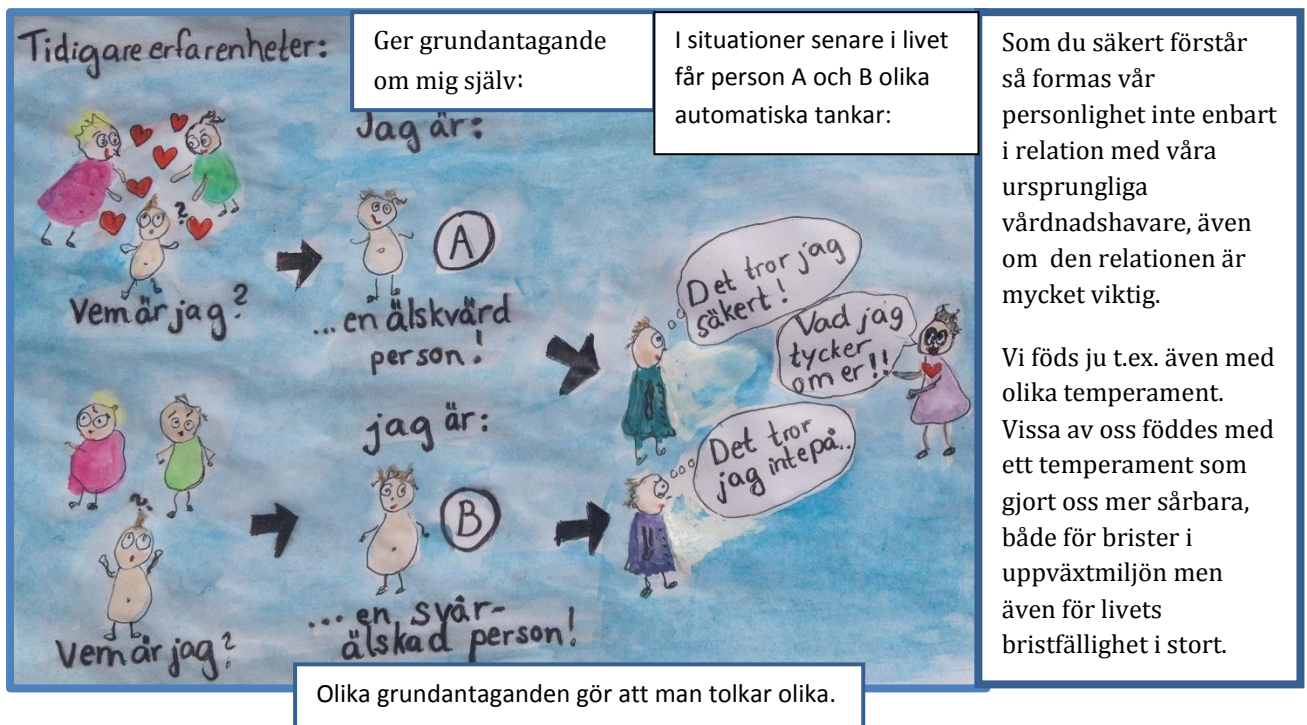 Tidigare erfarenheter:
Ger grundantagande
om mig själv:
I situationer senare i livet
får person A och B olika
automatiska tankar:
Jag är:
?
A
Vem är jag?
...en älskvärd
person!
Det tror jag
säkert!
Vad jag
tycker
om er!!
jag är:
?
B
Det tror
jag inte på..
Vem är jag?
... en svår-
älskad person!
Olika grundantaganden gör att man tolkar olika.
Som du säkert förstår
så formas vår
personlighet inte enbart
i relation med våra
ursprungliga
vårdnadshavare, även
om  den relationen är
mycket viktig.
Vi föds ju t.ex. även med
olika temperament.
Vissa av oss föddes med
ett temperament som
gjort oss mer sårbara,
både för brister i
uppväxtmiljön men
även för livets
bristfällighet i stort.